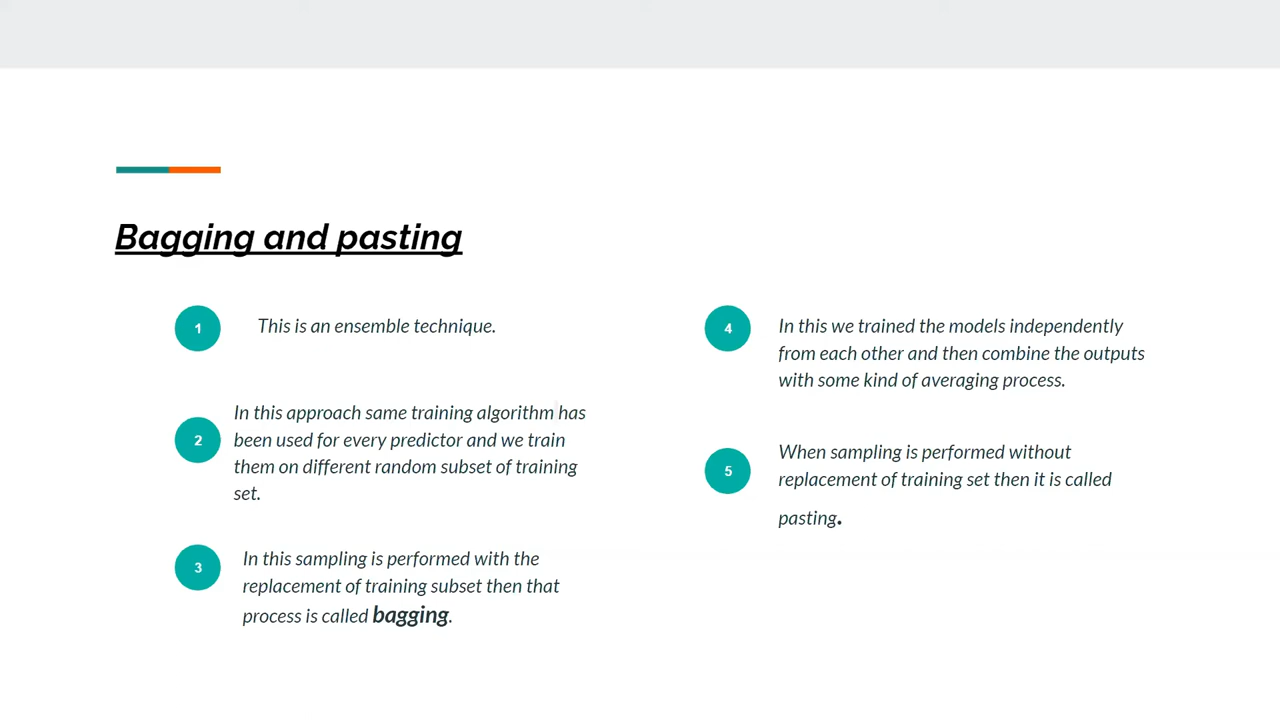 Bagging and pasting
1
This is an ensemble technique.
2
In this approach same training algorithm has
been used for every predictor and we train
them on different random subset of training
set.
3
In this sampling is performed with the
replacement of training subset then that
process is called bagging.
4
In this we trained the models independently
from each other and then combine the outputs
with some kind of averaging process.
5
When sampling is performed without
replacement of training set then it is called
pasting.